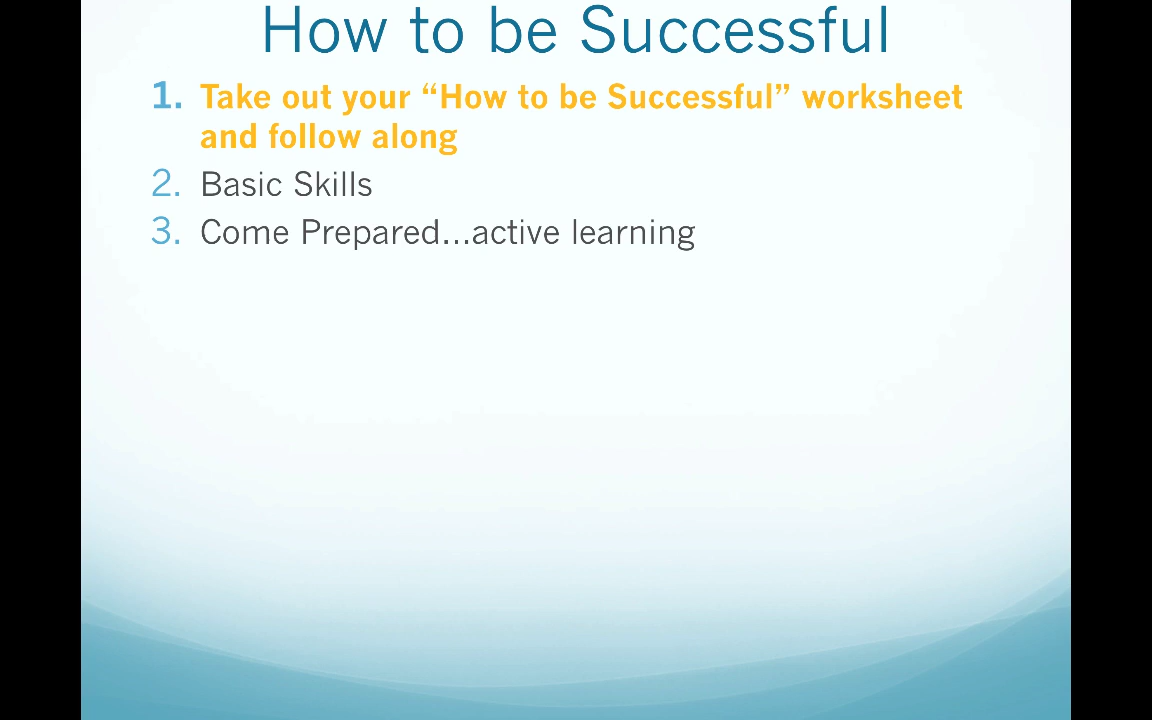 How to be Successful
1. Take out your “How to be Successful” worksheet
and follow along
2. Basic Skills
3. Come Prepared…active learning